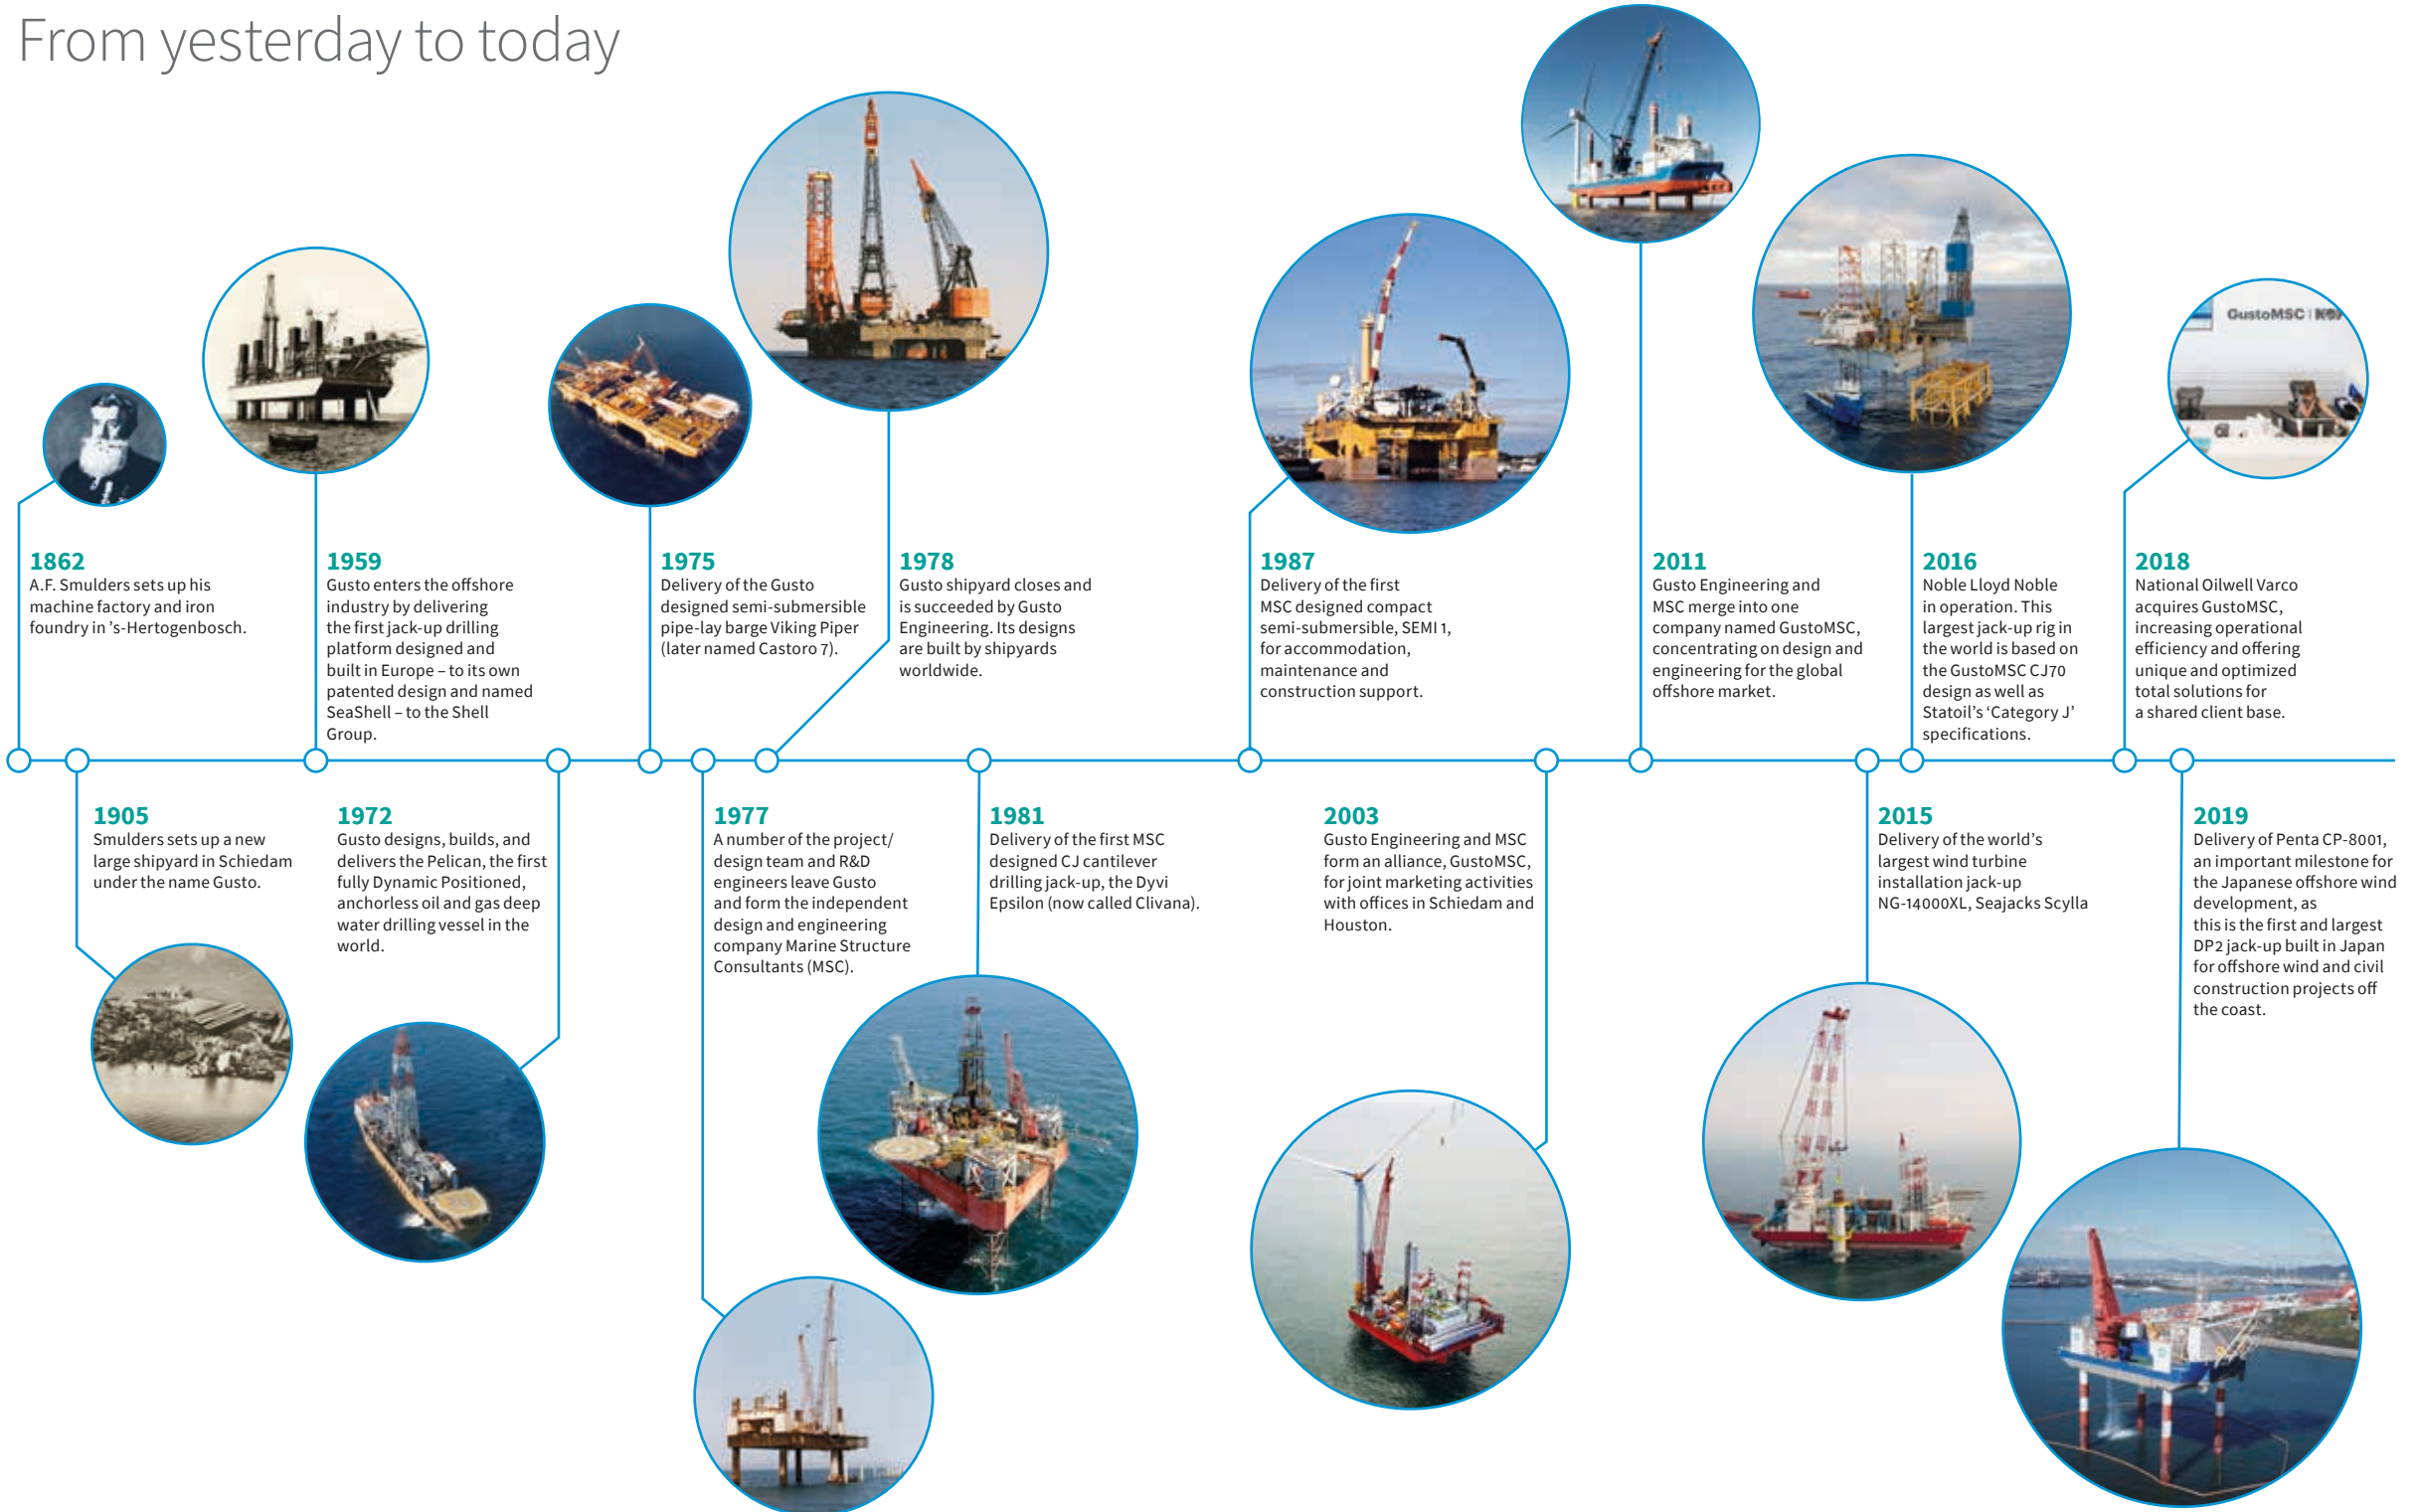 From yesterday to today
GustoMSC
1862
A.F. Smulders sets up his
machine factory and iron
foundry in 's-Hertogenbosch.
1959
Gusto enters the offshore
industry by delivering
the first jack-up drilling
platform designed and
built in Europe – to its own
patented design and named
SeaShell – to the Shell
Group.
1975
Delivery of the Gusto
designed semi-submersible
pipe-lay barge Viking Piper
(later named Castoro 7).
1978
Gusto shipyard closes and
is succeeded by Gusto
Engineering. Its designs
are built by shipyards
worldwide.
1987
Delivery of the first
MSC designed compact
semi-submersible, SEMI 1,
for accommodation,
maintenance and
construction support.
2011
Gusto Engineering and
MSC merge into one
company named GustoMSC,
concentrating on design and
engineering for the global
offshore market.
2016
Noble Lloyd Noble
in operation. This
largest jack-up rig in
the world is based on
the GustoMSC CJ70
design as well as
Statoil's ‘Category J’
specifications.
2018
National Oilwell Varco
acquires GustoMSC,
increasing operational
efficiency and offering
unique and optimized
total solutions for
a shared client base.
1905
Smulders sets up a new
large shipyard in Schiedam
under the name Gusto.
1972
Gusto designs, builds, and
delivers the Pelican, the first
fully Dynamic Positioned,
anchorless oil and gas deep
water drilling vessel in the
world.
1977
A number of the project/
design team and R&D
engineers leave Gusto
and form the independent
design and engineering
company Marine Structure
Consultants (MSC).
1981
Delivery of the first MSC
designed CJ cantilever
drilling jack-up, the Dyvi
Epsilon (now called Clivana).
2003
Gusto Engineering and MSC
form an alliance, GustoMSC,
for joint marketing activities
with offices in Schiedam and
Houston.
2015
Delivery of the world's
largest wind turbine
installation jack-up
NG-14000XL, Seajacks Scylla
2019
Delivery of Penta CP-8001,
an important milestone for
the Japanese offshore wind
development, as
this is the first and largest
DP2 jack-up built in Japan
for offshore wind and civil
construction projects off
the coast.